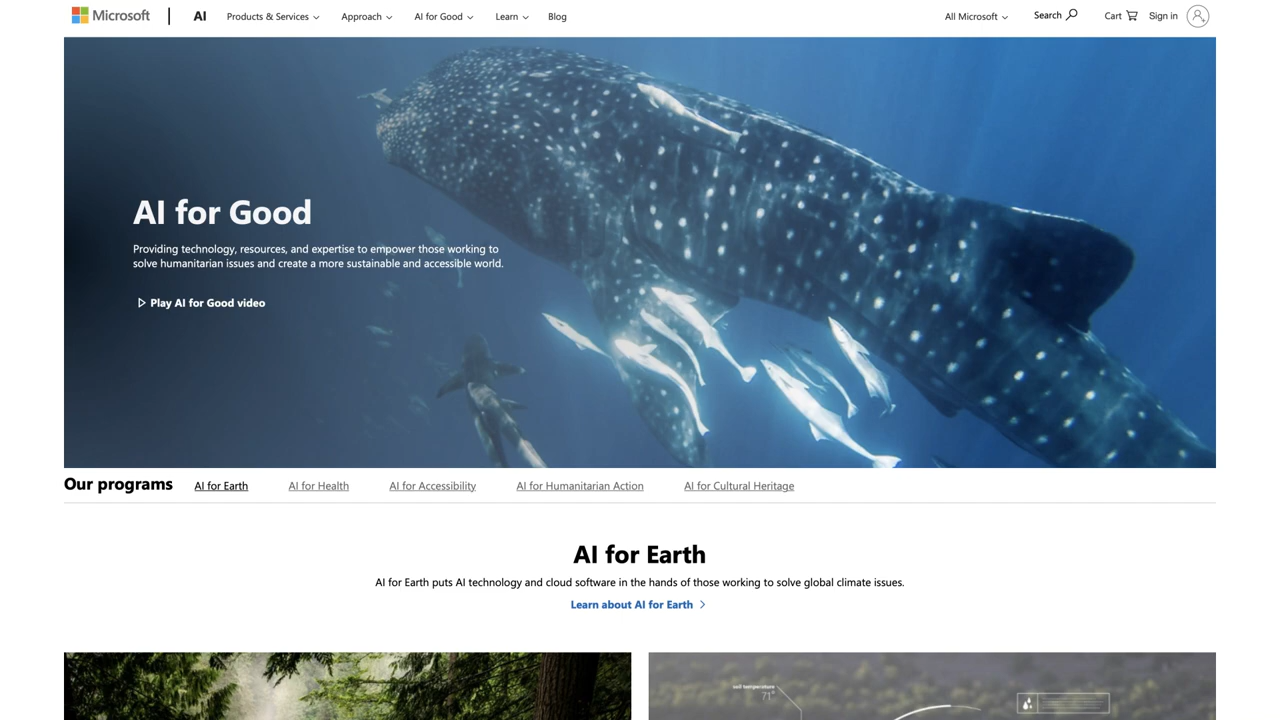 Microsoft
AI
Products & Services
Approach
AI for Good
Learn
Blog
All Microsoft
Search
Cart
Sign in
AI for Good
Providing technology, resources, and expertise to empower those working to
solve humanitarian issues and create a more sustainable and accessible world.
Play AI for Good video
Our programs
AI for Earth
AI for Health
AI for Accessibility
AI for Humanitarian Action
AI for Cultural Heritage
AI for Earth
AI for Earth puts AI technology and cloud software in the hands of those working to solve global climate issues.
Learn about AI for Earth
soil temperature
71°